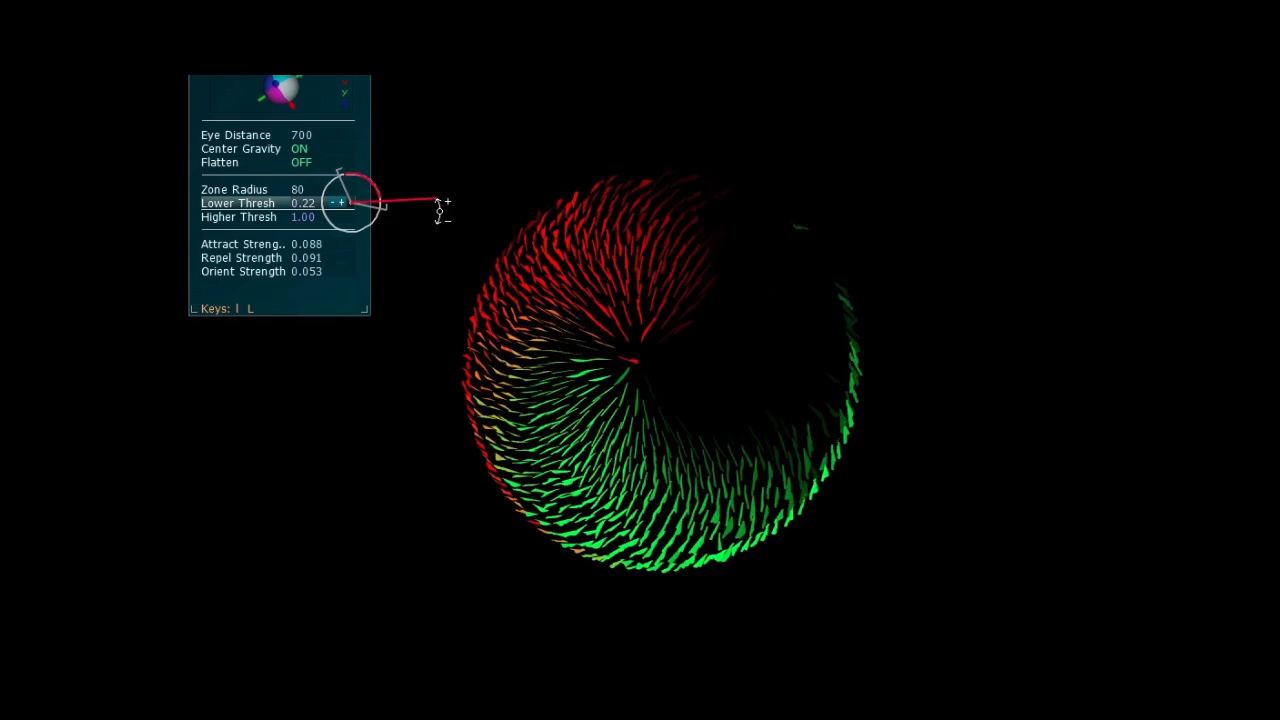 x
y
Eye Distance 700
Center Gravity ON
Flatten OFF
Zone Radius 80
Lower Thresh 0.22 - +
Higher Thresh 1.00
Attract Streng.. 0.088
Repel Strength 0.091
Orient Strength 0.053
Keys: l L
+
–